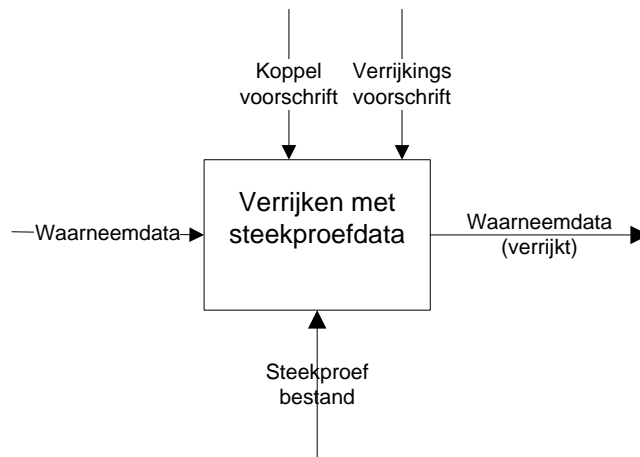 Koppel
voorschrift
Verrijkings
voorschrift
Verrijken met
steekproefdata
Waarneemdata
Waarneemdata
(verrijkt)
Steekproef
bestand